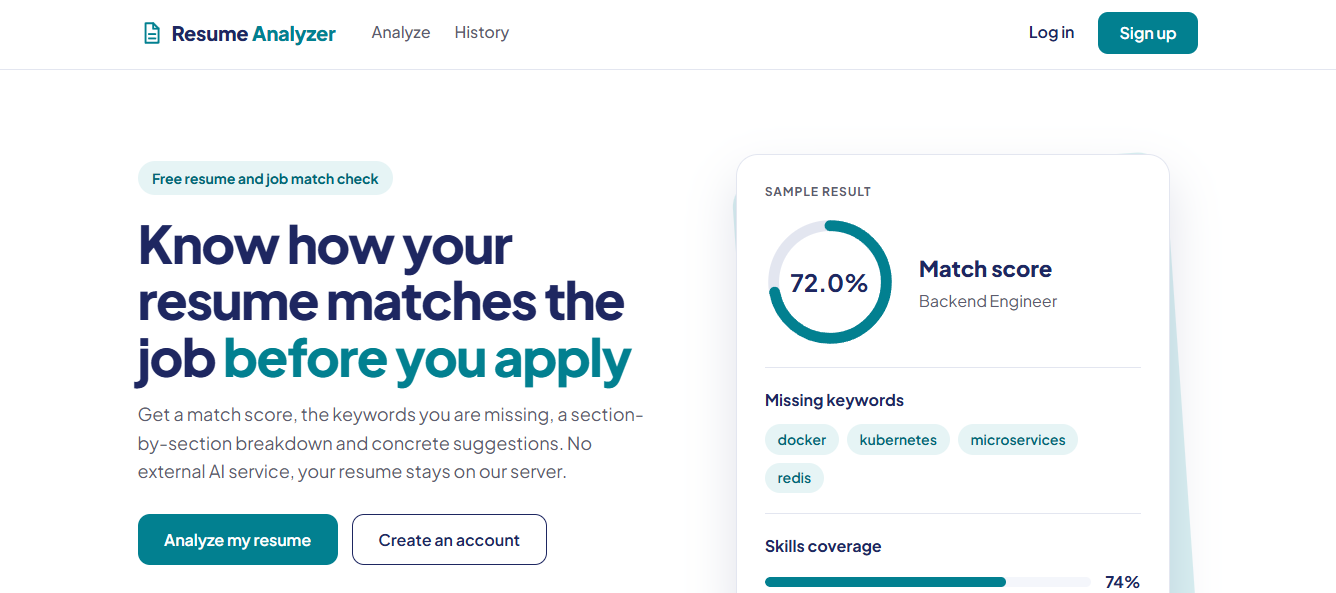 Resume Analyzer
Analyze
History
Log in
Sign up
Free resume and job match check
Know how your
resume matches the
job before you apply
Get a match score, the keywords you are missing, a section-
by-section breakdown and concrete suggestions. No
external AI service, your resume stays on our server.
Analyze my resume
Create an account
SAMPLE RESULT
72.0%
Match score
Backend Engineer
Missing keywords
docker
kubernetes
microservices
redis
Skills coverage
74%